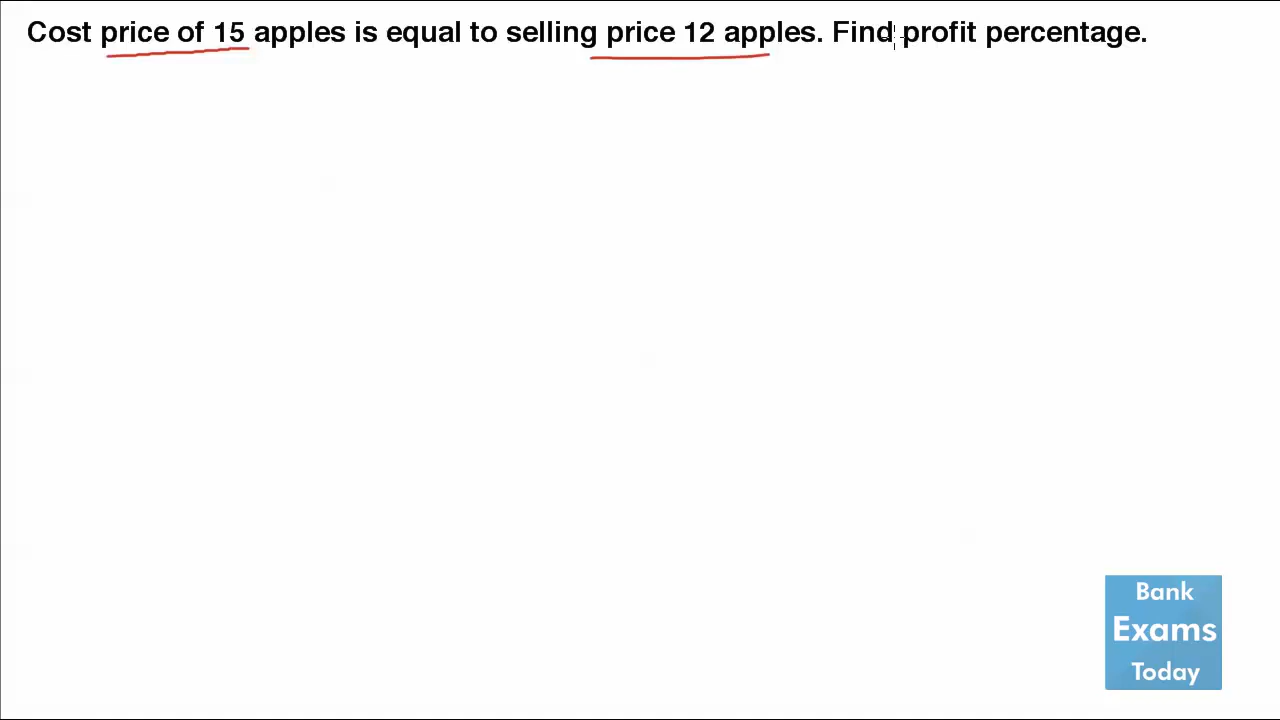 Cost price of 15 apples is equal to selling price 12 apples. Find profit percentage.
Bank
Exams
Today